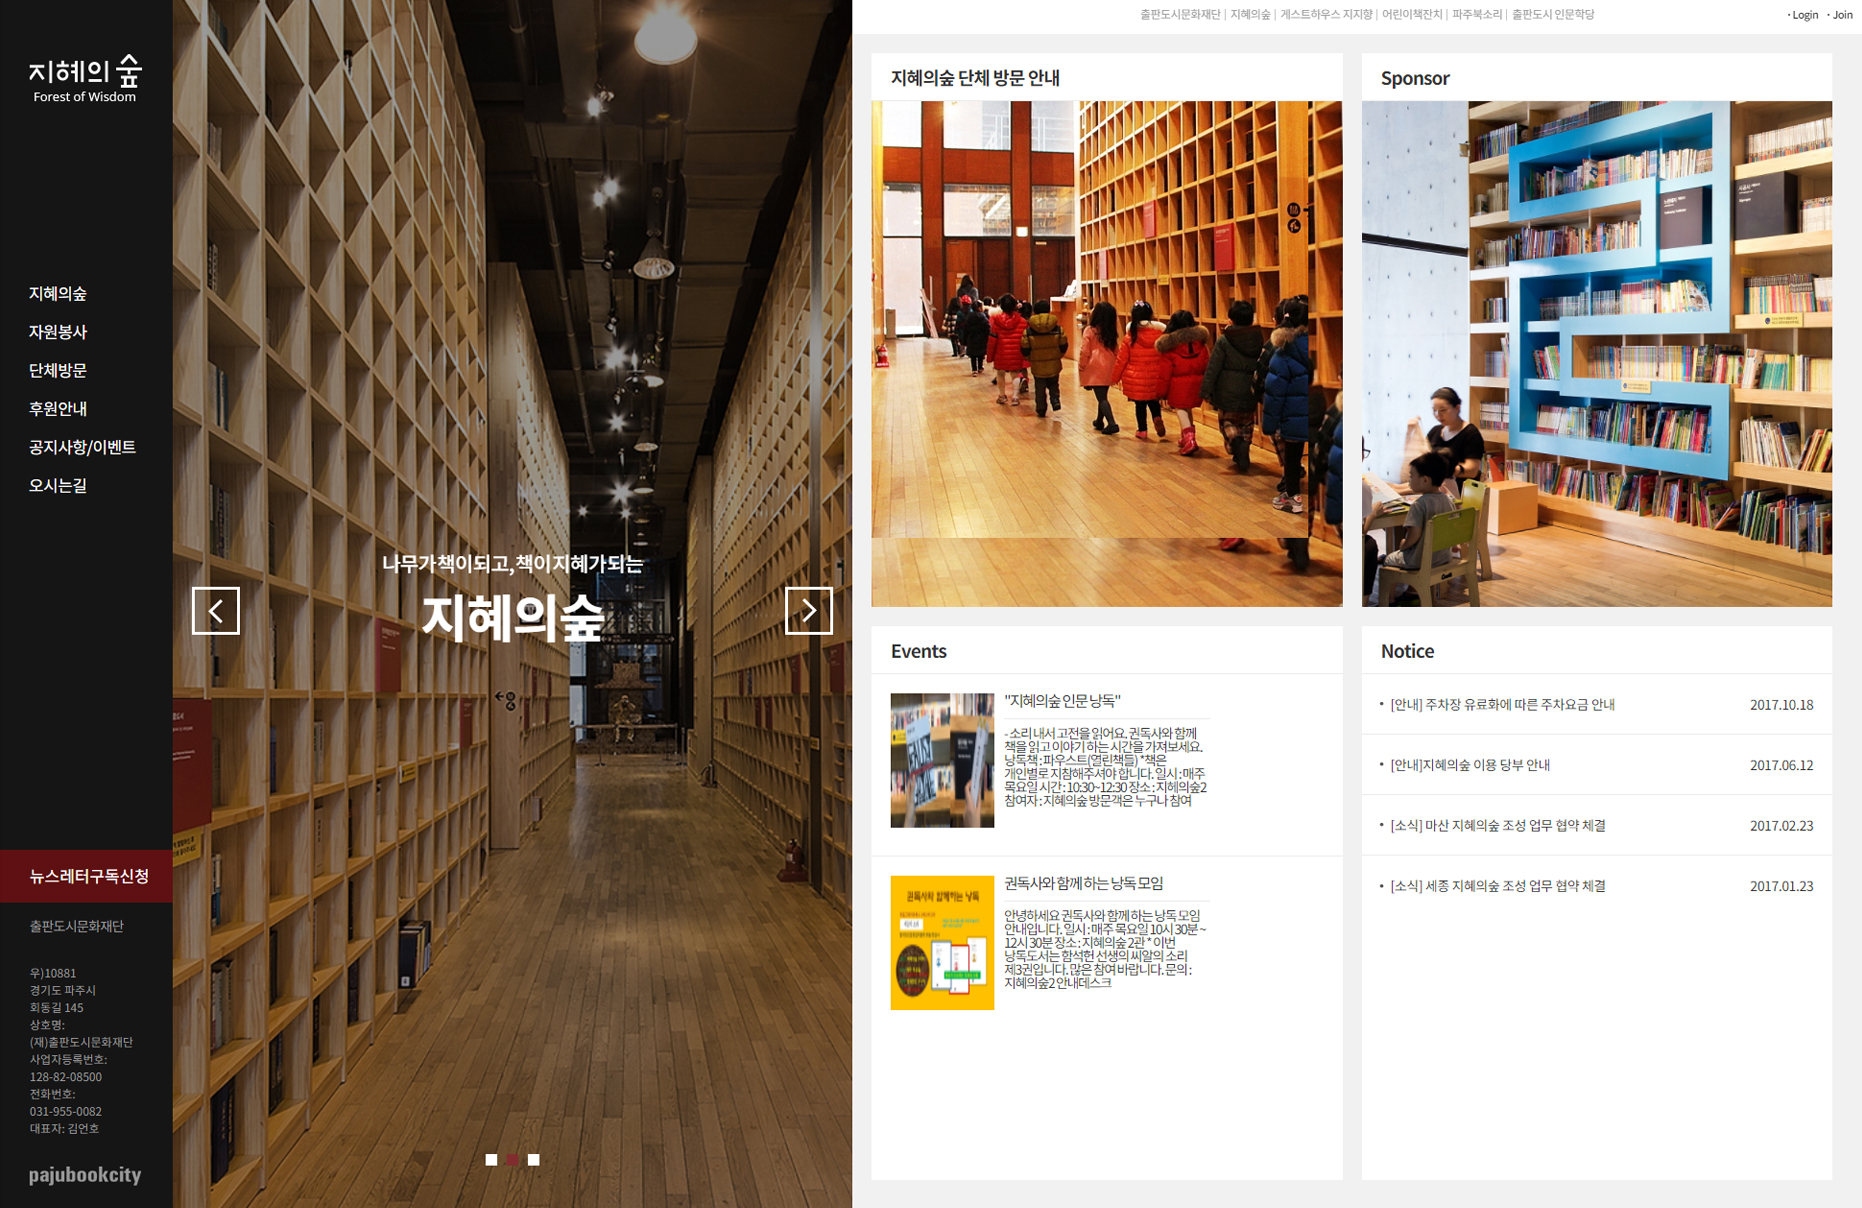 지혜의 숲
Forest of Wisdom
지혜의숲
자원봉사
단체방문
후원안내
공지사항/이벤트
오시는길
뉴스레터구독신청
출판도시문화재단
우)10881
경기도 파주시
회동길 145
상호명:
(재)출판도시문화재단
사업자등록번호:
128-82-08500
전화번호:
031-955-0082
대표자: 김언호
pajubookcity
나무가책이되고,책이지혜가되는
지혜의숲
출판도시문화재단 | 지혜의숲 | 게스트하우스 지지향 | 어린이책잔치 | 파주북소리 | 출판도시 인문학당
· Login · Join
지혜의숲 단체 방문 안내
Sponsor
Events
"지혜의숲 인문 낭독"
- 소리 내서 고전을 읽어요. 권독사와 함께
책을 읽고 이야기 하는 시간을 가져보세요.
낭독책 : 파우스트(열린책들) *책은
개인별로 지참해주셔야 합니다. 일시 : 매주
목요일 시간 : 10:30~12:30 장소 : 지혜의숲2
참여자 : 지혜의숲 방문객은 누구나 참여
권독사와 함께 하는 낭독 모임
권독사와 함께하는 낭독
안녕하세요 권독사와 함께 하는 낭독 모임
안내입니다. 일시 : 매주 목요일 10시 30분 ~
12시 30분 장소 : 지혜의숲 2관 * 이번
낭독도서는 함석헌 선생의 씨알의 소리
제3권입니다. 많은 참여 바랍니다. 문의 :
지혜의숲2 안내데스크
Notice
• [안내] 주차장 유료화에 따른 주차요금 안내 2017.10.18
• [안내]지혜의숲 이용 당부 안내 2017.06.12
• [소식] 마산 지혜의숲 조성 업무 협약 체결 2017.02.23
• [소식] 세종 지혜의숲 조성 업무 협약 체결 2017.01.23